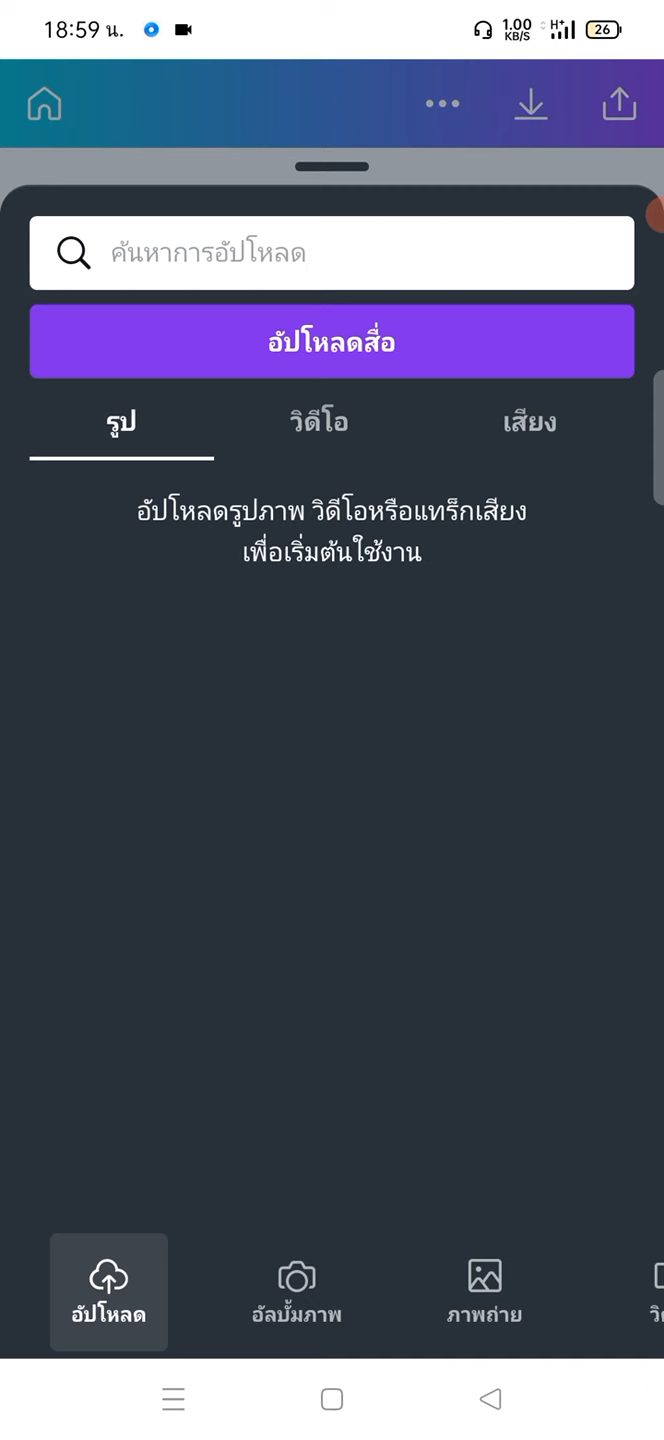 18:59 น.
1.00
KB/S
H+
26
ค้นหาการอัปโหลด
อัปโหลดสื่อ
รูป
วิดีโอ
เสียง
อัปโหลดรูปภาพ วิดีโอหรือแทร็กเสียง
เพื่อเริ่มต้นใช้งาน
อัปโหลด
อัลบั้มภาพ
ภาพถ่าย